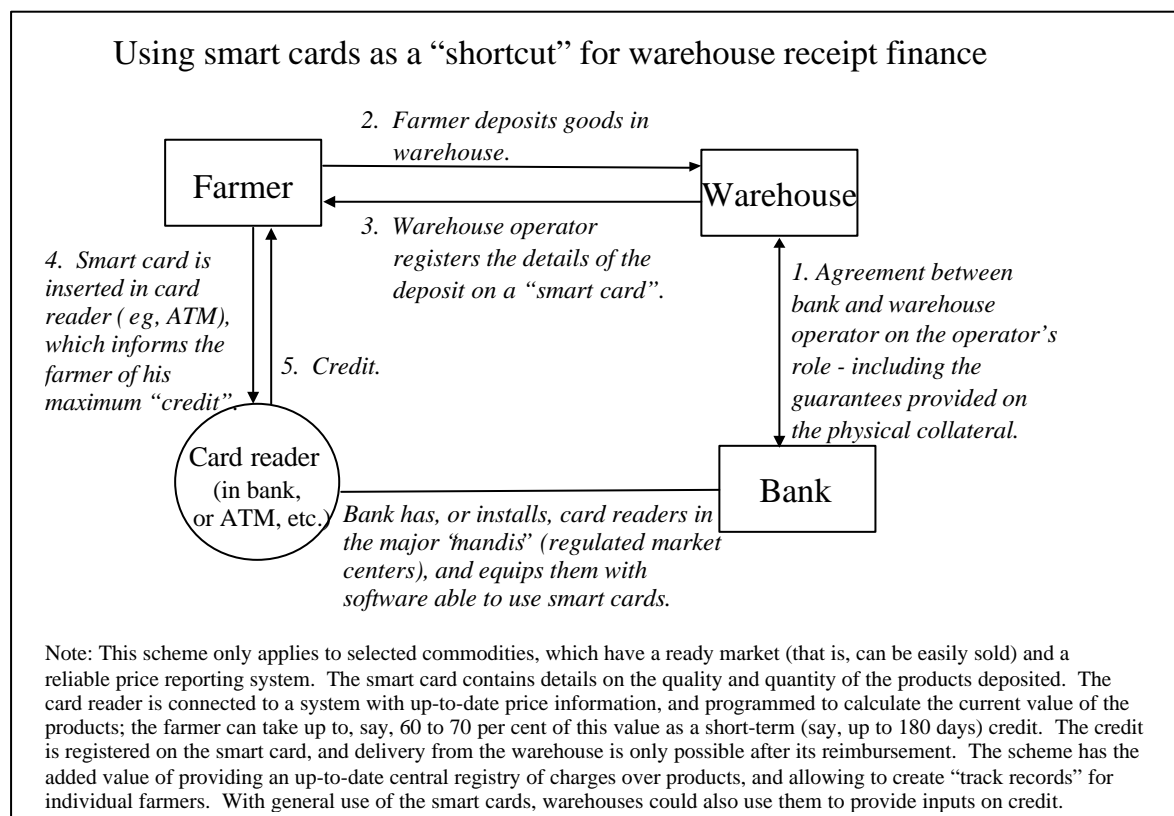 Using smart cards as a “shortcut” for warehouse receipt finance
2. Farmer deposits goods in
warehouse.
Farmer
Warehouse
3. Warehouse operator
registers the details of the
deposit on a “smart card”.
4. Smart card is
inserted in card
reader ( eg, ATM),
which informs the
farmer of his
maximum “credit”.
5. Credit.
1. Agreement between
bank and warehouse
operator on the operator’s
role - including the
guarantees provided on
the physical collateral.
Card reader
(in bank,
or ATM, etc.)
Bank
Bank has, or installs, card readers in
the major ‘mandis” (regulated market
centers), and equips them with
software able to use smart cards.
Note: This scheme only applies to selected commodities, which have a ready market (that is, can be easily sold) and a
reliable price reporting system. The smart card contains details on the quality and quantity of the products deposited. The
card reader is connected to a system with up-to-date price information, and programmed to calculate the current value of the
products; the farmer can take up to, say, 60 to 70 per cent of this value as a short-term (say, up to 180 days) credit. The credit
is registered on the smart card, and delivery from the warehouse is only possible after its reimbursement. The scheme has the
added value of providing an up-to-date central registry of charges over products, and allowing to create “track records” for
individual farmers. With general use of the smart cards, warehouses could also use them to provide inputs on credit.